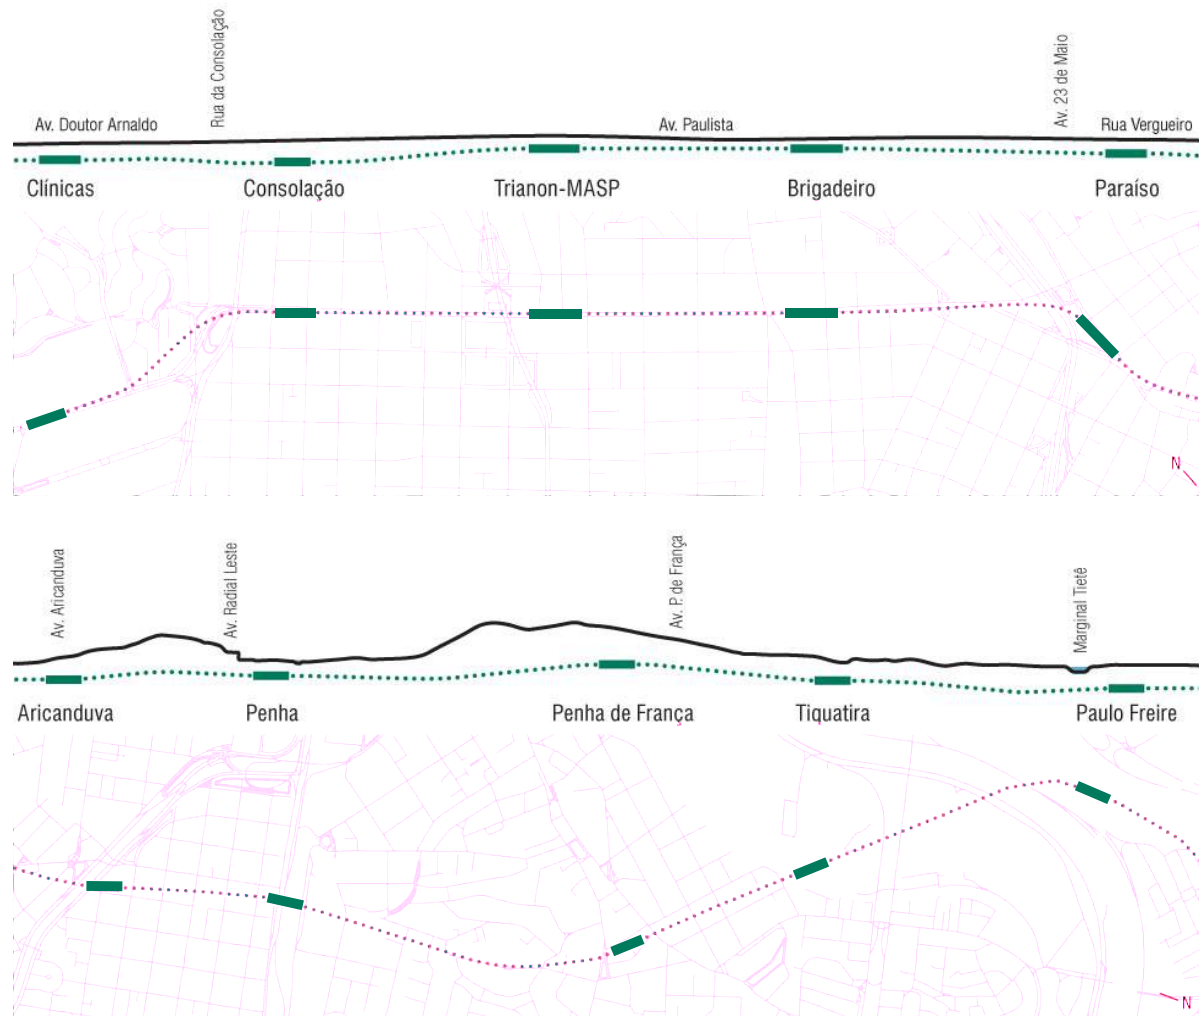 Rua da Consolação
Av. 23 de Maio
Av. Doutor Arnaldo
Av. Paulista
Rua Vergueiro
Clínicas
Consolação
Trianon-MASP
Brigadeiro
Paraíso
N
Av. Aricanduva
Av. Radial Leste
Av. P. de França
Marginal Tietê
Aricanduva
Penha
Penha de França
Tiquatira
Paulo Freire
N